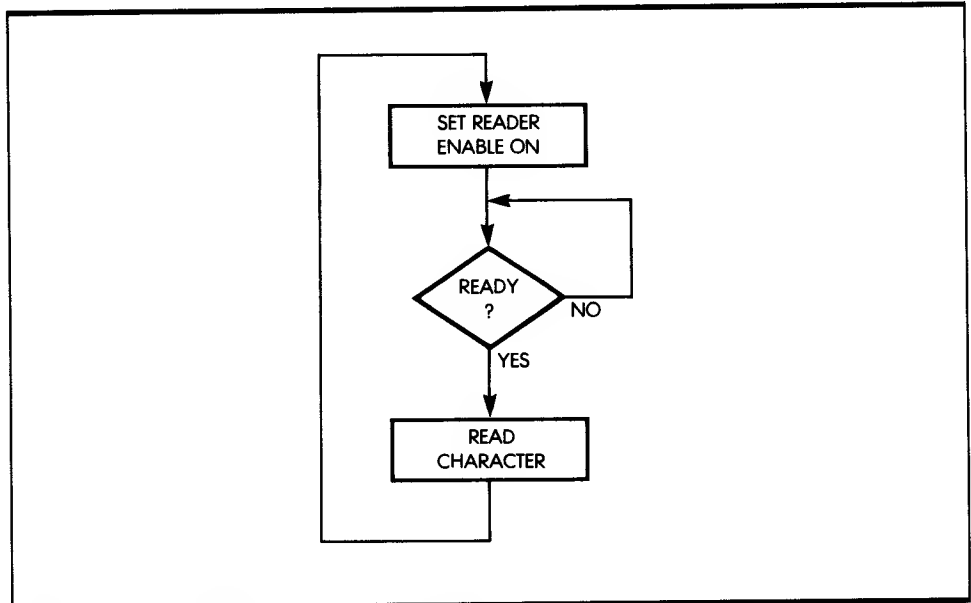 SET READER
ENABLE ON
READY
?
NO
YES
READ
CHARACTER